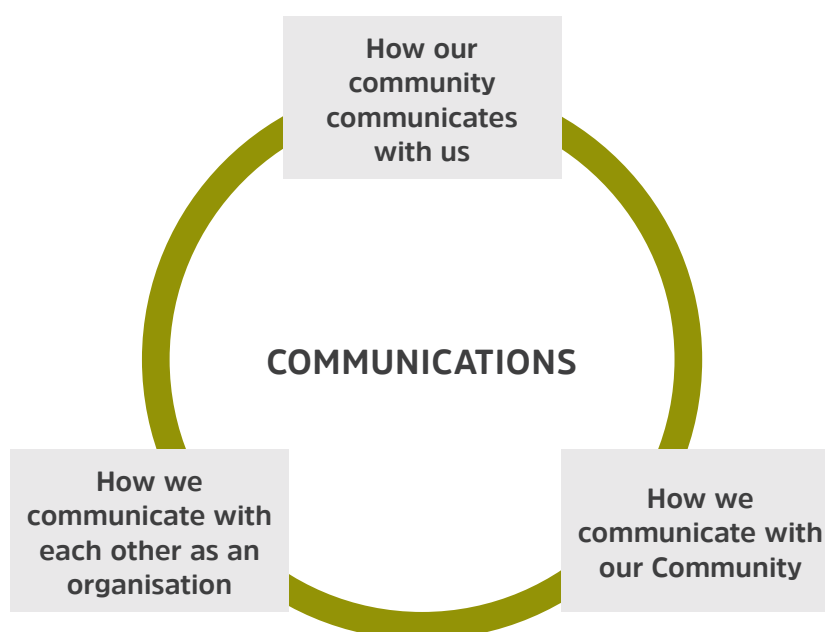 How our
community
communicates
with us
COMMUNICATIONS
How we
communicate with
each other as an
organisation
How we
communicate with
our Community